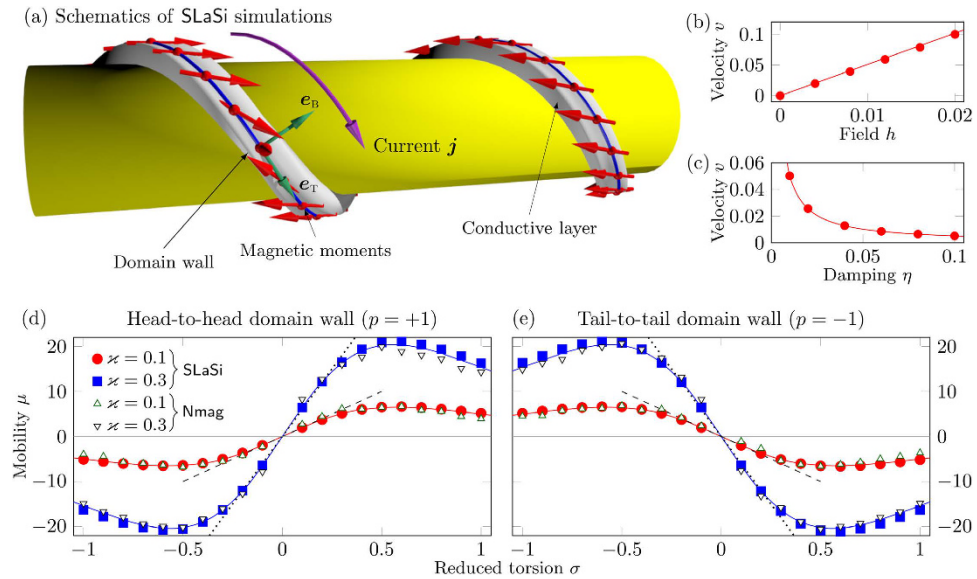 (a) Schematics of SLaSi simulations
e_B
Current j
e_T
Conductive layer
Magnetic moments
Domain wall
(b)
Velocity v
0.1
0.05
0
0 0.01 0.02
Field h
(c)
Velocity v
0.06
0.04
0.02
0
0 0.05 0.1
Damping η
(d) Head-to-head domain wall (p = +1)
Mobility μ
20
10
0
−10
−20
ϰ = 0.1
ϰ = 0.3
SLaSi
ϰ = 0.1
ϰ = 0.3
Nmag
−1 −0.5 0 0.5 1
Reduced torsion σ
(e) Tail-to-tail domain wall (p = −1)
20
10
0
−10
−20
−1 −0.5 0 0.5 1
Reduced torsion σ